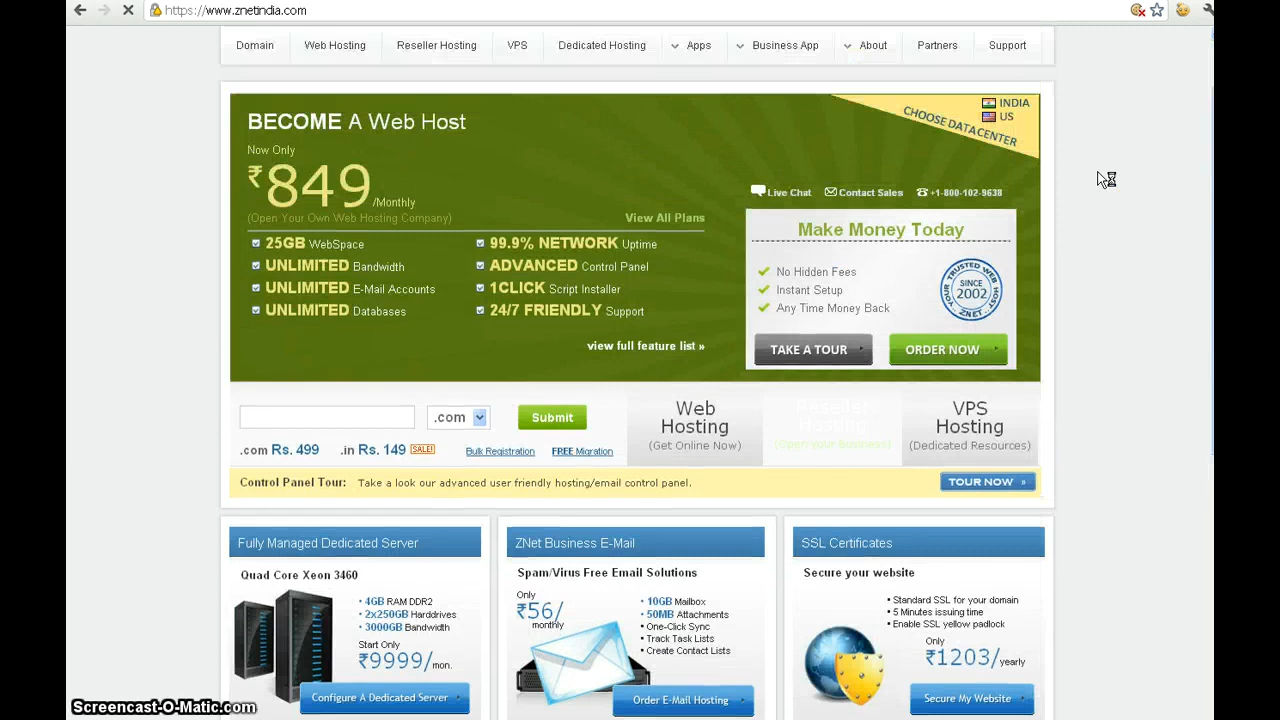 https://www.znetindia.com
Domain Web Hosting Reseller Hosting VPS Dedicated Hosting Apps Business App About Partners Support
BECOME A Web Host
Now Only
₹849/Monthly
(Open Your Own Web Hosting Company)
View All Plans
25GB WebSpace
UNLIMITED Bandwidth
UNLIMITED E-Mail Accounts
UNLIMITED Databases
99.9% NETWORK Uptime
ADVANCED Control Panel
1CLICK Script Installer
24/7 FRIENDLY Support
view full feature list »
INDIA
US
CHOOSE DATA CENTER
Live Chat Contact Sales +1-800-102-9638
Make Money Today
No Hidden Fees
Instant Setup
Any Time Money Back
YOUR TRUSTED WEB HOST
SINCE
2002
ZNET
TAKE A TOUR ORDER NOW
.com Submit
.com Rs. 499 .in Rs. 149 SALE! Bulk Registration FREE Migration
Web
Hosting
(Get Online Now)
Reseller
Hosting
(Open your Business)
VPS
Hosting
(Dedicated Resources)
Control Panel Tour: Take a look our advanced user friendly hosting/email control panel. TOUR NOW »
Fully Managed Dedicated Server
Quad Core Xeon 3460
• 4GB RAM DDR2
• 2x250GB Harddrives
• 3000GB Bandwidth
Start Only
₹9999/mon.
Configure A Dedicated Server
ZNet Business E-Mail
Spam/Virus Free Email Solutions
Only
₹56/
monthly
• 10GB Mailbox
• 50MB Attachments
• One-Click Sync
• Track Task Lists
• Create Contact Lists
Order E-Mail Hosting
SSL Certificates
Secure your website
• Standard SSL for your domain
• 5 Minutes issuing time
• Enable SSL yellow padlock
Only
₹1203/yearly
Secure My Website
Screencast-O-Matic.com